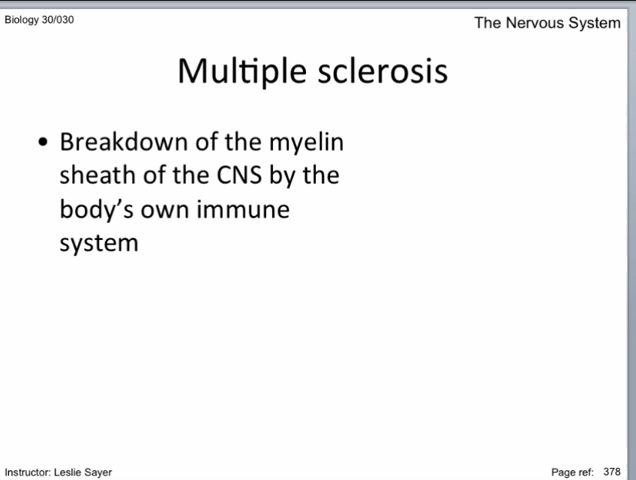 Biology 30/030
The Nervous System
Multiple sclerosis
• Breakdown of the myelin
sheath of the CNS by the
body’s own immune
system
Instructor: Leslie Sayer
Page ref: 378